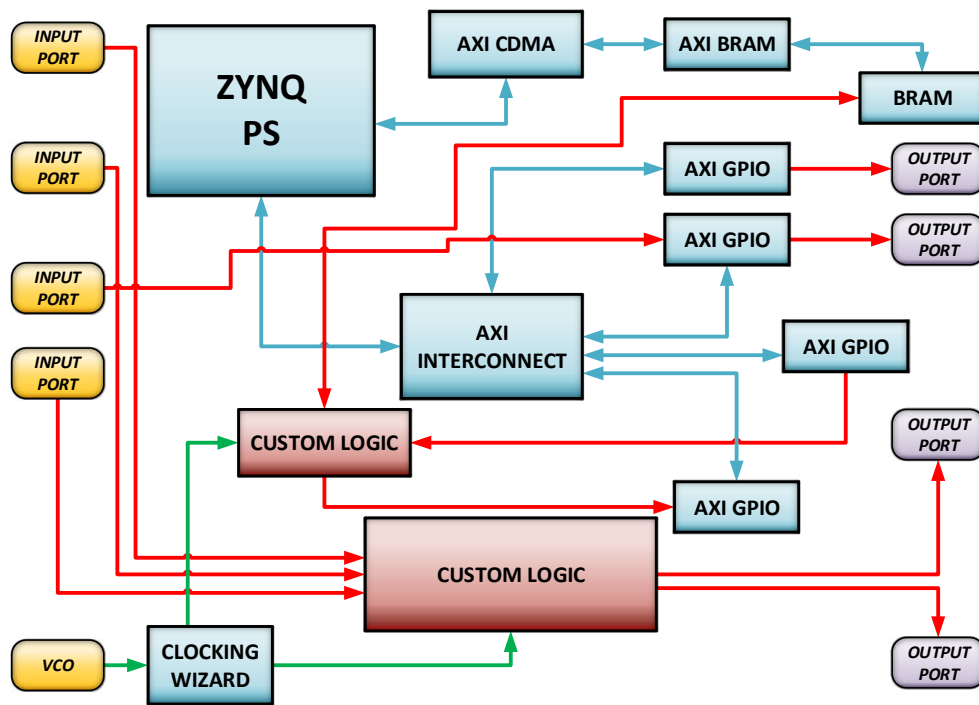 INPUT
PORT
ZYNQ
PS
AXI CDMA
AXI BRAM
BRAM
INPUT
PORT
AXI GPIO
OUTPUT
PORT
AXI GPIO
OUTPUT
PORT
INPUT
PORT
AXI
INTERCONNECT
AXI GPIO
INPUT
PORT
CUSTOM LOGIC
OUTPUT
PORT
AXI GPIO
CUSTOM LOGIC
VCO
CLOCKING
WIZARD
OUTPUT
PORT